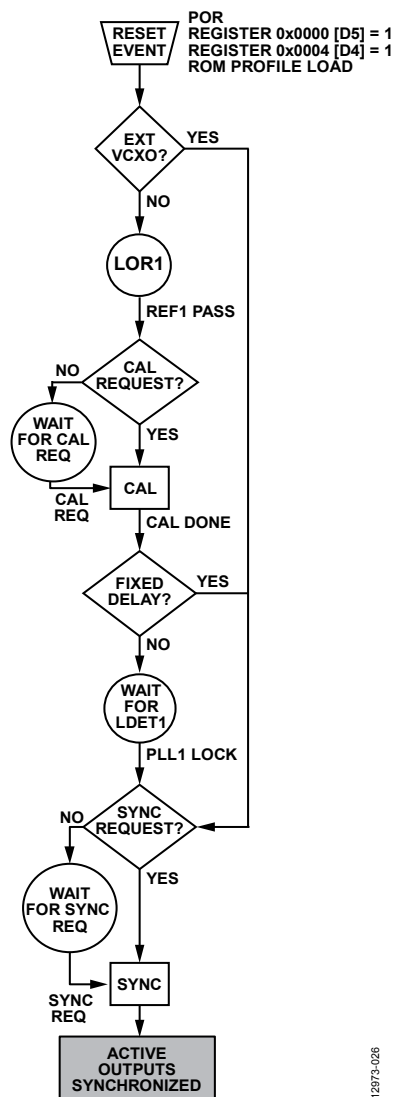 RESET
EVENT
POR
REGISTER 0x0000 [D5] = 1
REGISTER 0x0004 [D4] = 1
ROM PROFILE LOAD
EXT
VCXO?
YES
NO
LOR1
REF1 PASS
CAL
REQUEST?
NO
YES
WAIT
FOR CAL
REQ
CAL
REQ
CAL
CAL DONE
FIXED
DELAY?
YES
NO
WAIT
FOR
LDET1
PLL1 LOCK
SYNC
REQUEST?
NO
YES
WAIT
FOR SYNC
REQ
SYNC
REQ
SYNC
ACTIVE
OUTPUTS
SYNCHRONIZED
12973-026